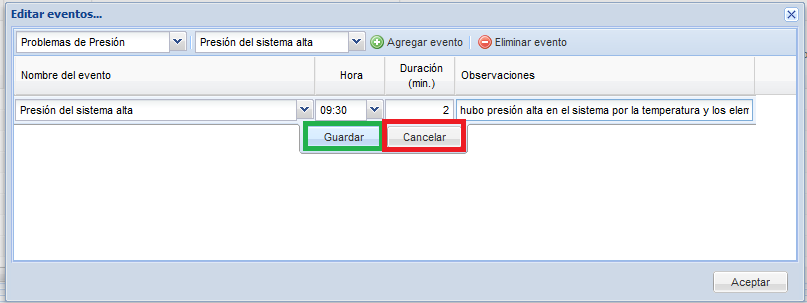 Editar eventos...
Problemas de Presión Presión del sistema alta Agregar evento Eliminar evento
Nombre del evento Hora Duración (min.) Observaciones
Presión del sistema alta 09:30 2 hubo presión alta en el sistema por la temperatura y los elem
Guardar Cancelar
Aceptar